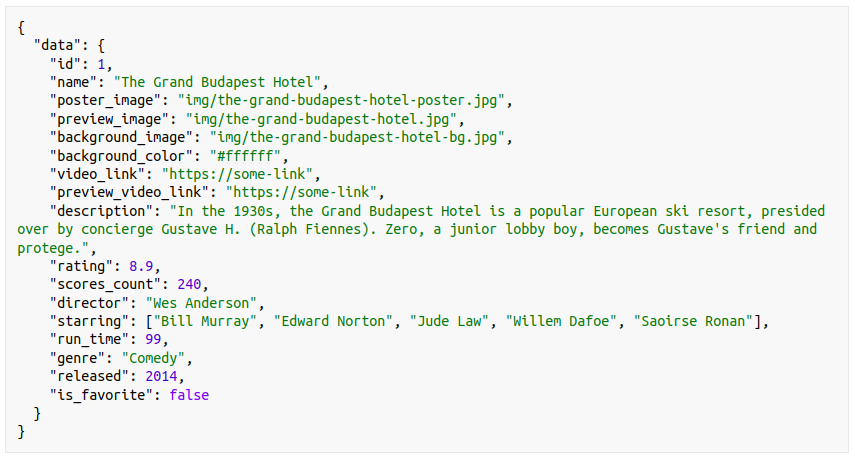 {
  "data": {
    "id": 1,
    "name": "The Grand Budapest Hotel",
    "poster_image": "img/the-grand-budapest-hotel-poster.jpg",
    "preview_image": "img/the-grand-budapest-hotel.jpg",
    "background_image": "img/the-grand-budapest-hotel-bg.jpg",
    "background_color": "#ffffff",
    "video_link": "https://some-link",
    "preview_video_link": "https://some-link",
    "description": "In the 1930s, the Grand Budapest Hotel is a popular European ski resort, presided
over by concierge Gustave H. (Ralph Fiennes). Zero, a junior lobby boy, becomes Gustave's friend and
protege.",
    "rating": 8.9,
    "scores_count": 240,
    "director": "Wes Anderson",
    "starring": ["Bill Murray", "Edward Norton", "Jude Law", "Willem Dafoe", "Saoirse Ronan"],
    "run_time": 99,
    "genre": "Comedy",
    "released": 2014,
    "is_favorite": false
  }
}